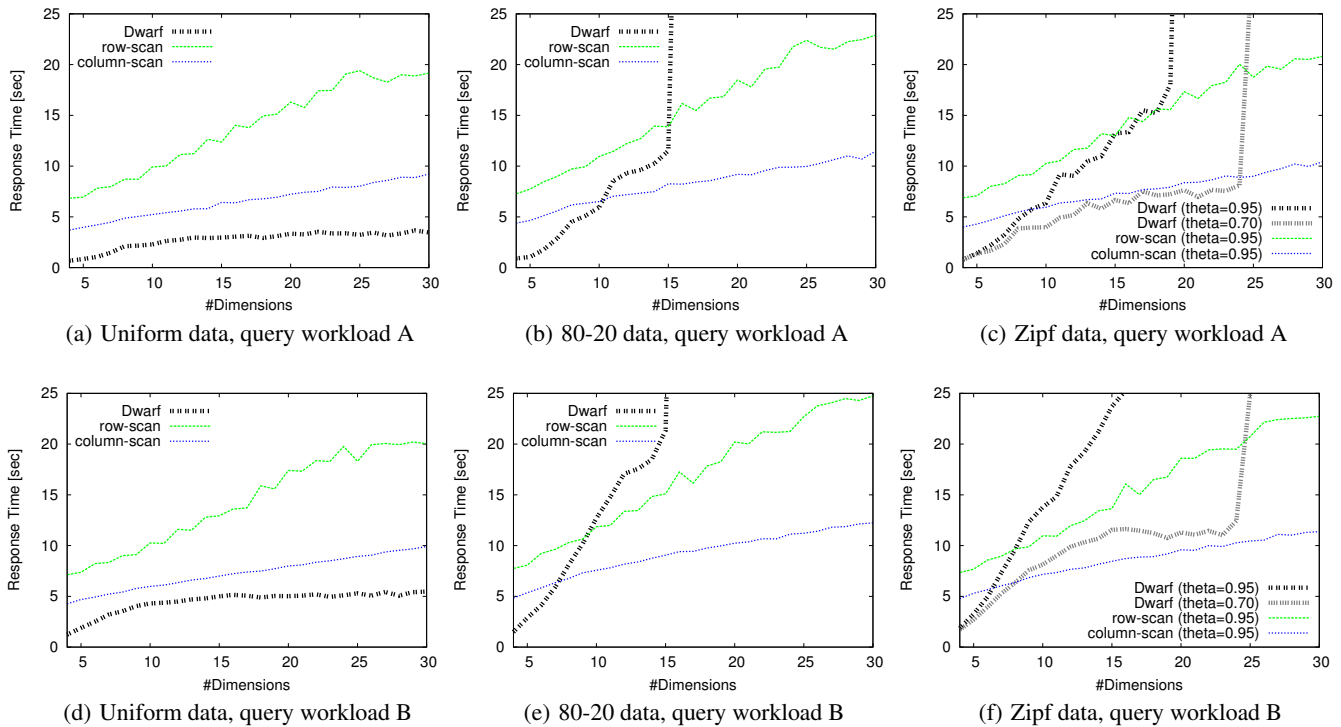 Response Time [sec]
25
20
15
10
5
0
Dwarf
row-scan
column-scan
5 10 15 20 25 30
#Dimensions
(a) Uniform data, query workload A
Response Time [sec]
25
20
15
10
5
0
Dwarf
row-scan
column-scan
5 10 15 20 25 30
#Dimensions
(b) 80-20 data, query workload A
Response Time [sec]
25
20
15
10
5
0
Dwarf (theta=0.95)
Dwarf (theta=0.70)
row-scan (theta=0.95)
column-scan (theta=0.95)
5 10 15 20 25 30
#Dimensions
(c) Zipf data, query workload A
Response Time [sec]
25
20
15
10
5
0
Dwarf
row-scan
column-scan
5 10 15 20 25 30
#Dimensions
(d) Uniform data, query workload B
Response Time [sec]
25
20
15
10
5
0
Dwarf
row-scan
column-scan
5 10 15 20 25 30
#Dimensions
(e) 80-20 data, query workload B
Response Time [sec]
25
20
15
10
5
0
Dwarf (theta=0.95)
Dwarf (theta=0.70)
row-scan (theta=0.95)
column-scan (theta=0.95)
5 10 15 20 25 30
#Dimensions
(f) Zipf data, query workload B